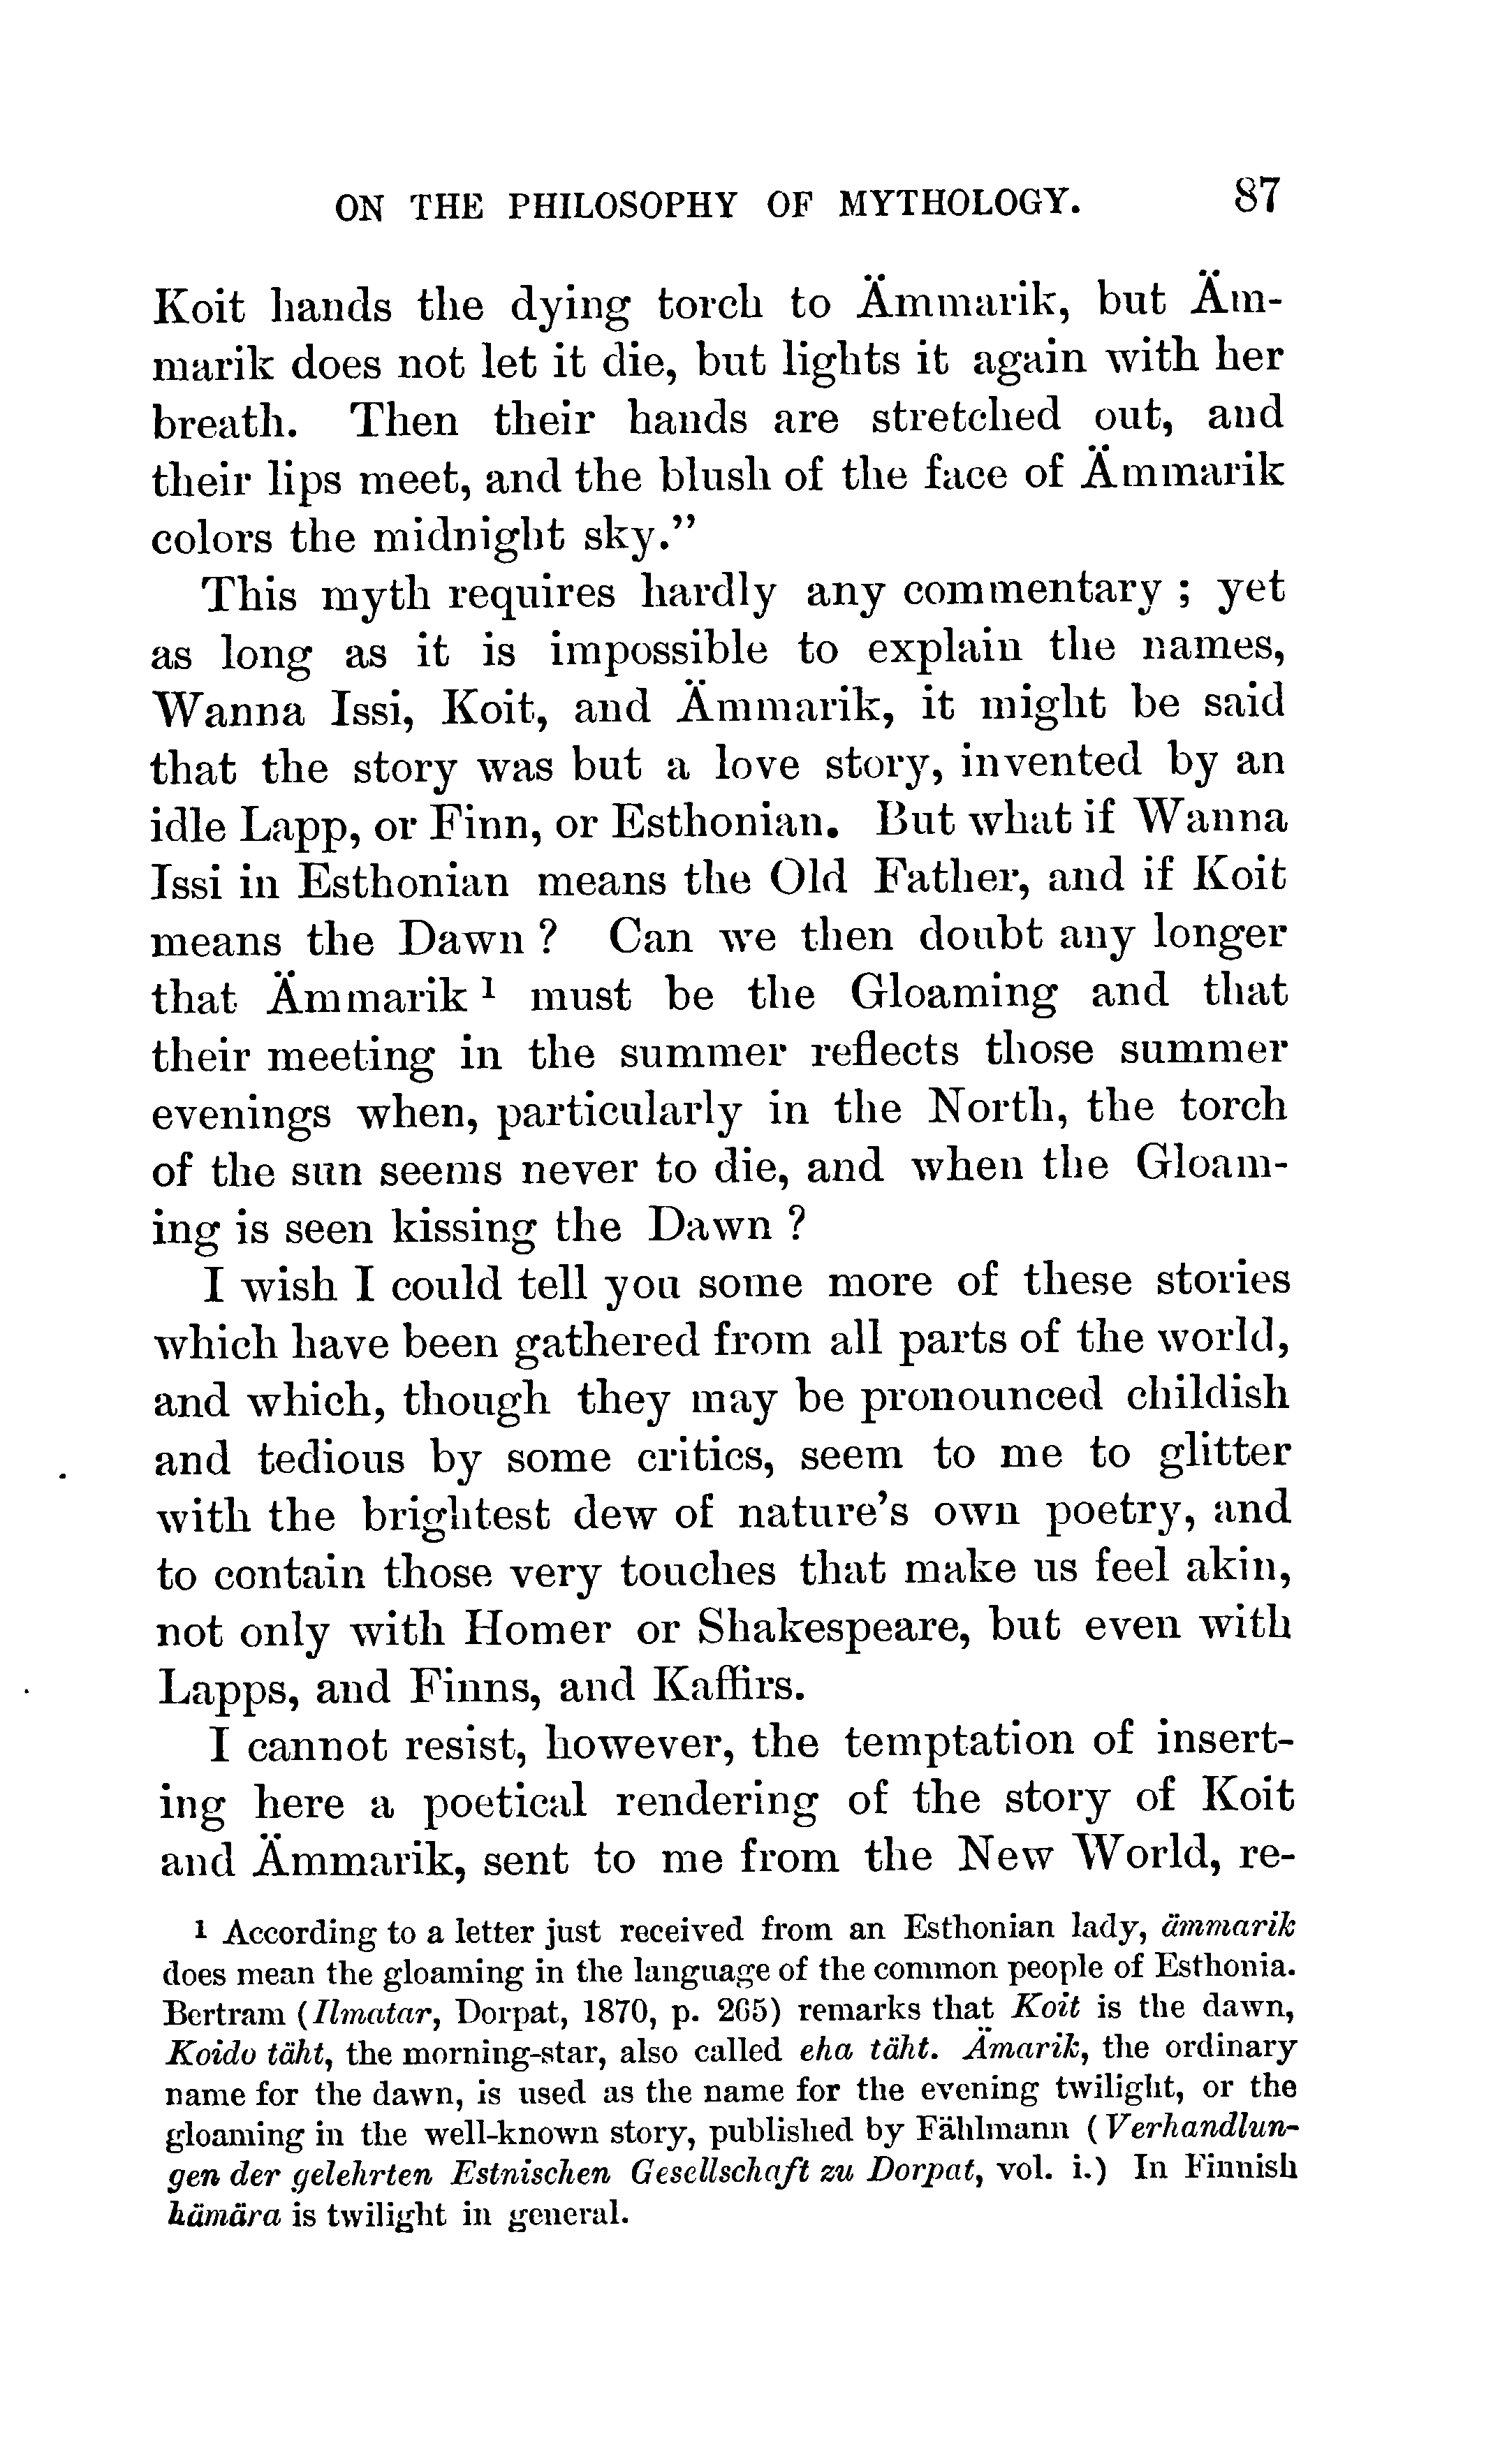 ON THE PHILOSOPHY OF MYTHOLOGY. 87
Koit hands the dying torch to Ämmarik, but Äm-
marik does not let it die, but lights it again with her
breath. Then their hands are stretched out, and
their lips meet, and the blush of the face of Ämmarik
colors the midnight sky.”
This myth requires hardly any commentary ; yet
as long as it is impossible to explain the names,
Wanna Issi, Koit, and Ämmarik, it might be said
that the story was but a love story, invented by an
idle Lapp, or Finn, or Esthonian. But what if Wanna
Issi in Esthonian means the Old Father, and if Koit
means the Dawn ? Can we then doubt any longer
that Ämmarik ¹ must be the Gloaming and that
their meeting in the summer reflects those summer
evenings when, particularly in the North, the torch
of the sun seems never to die, and when the Gloam-
ing is seen kissing the Dawn ?
I wish I could tell you some more of these stories
which have been gathered from all parts of the world,
and which, though they may be pronounced childish
and tedious by some critics, seem to me to glitter
with the brightest dew of nature’s own poetry, and
to contain those very touches that make us feel akin,
not only with Homer or Shakespeare, but even with
Lapps, and Finns, and Kaffirs.
I cannot resist, however, the temptation of insert-
ing here a poetical rendering of the story of Koit
and Ämmarik, sent to me from the New World, re-
¹ According to a letter just received from an Esthonian lady, ämmarik
does mean the gloaming in the language of the common people of Esthonia.
Bertram (Ilmatar, Dorpat, 1870, p. 265) remarks that Koit is the dawn,
Koido täht, the morning-star, also called eha täht. Ämarik, the ordinary
name for the dawn, is used as the name for the evening twilight, or the
gloaming in the well-known story, published by Fählmann (Verhandlun-
gen der gelehrten Estnischen Gesellschaft zu Dorpat, vol. i.) In Finnish
hämära is twilight in general.